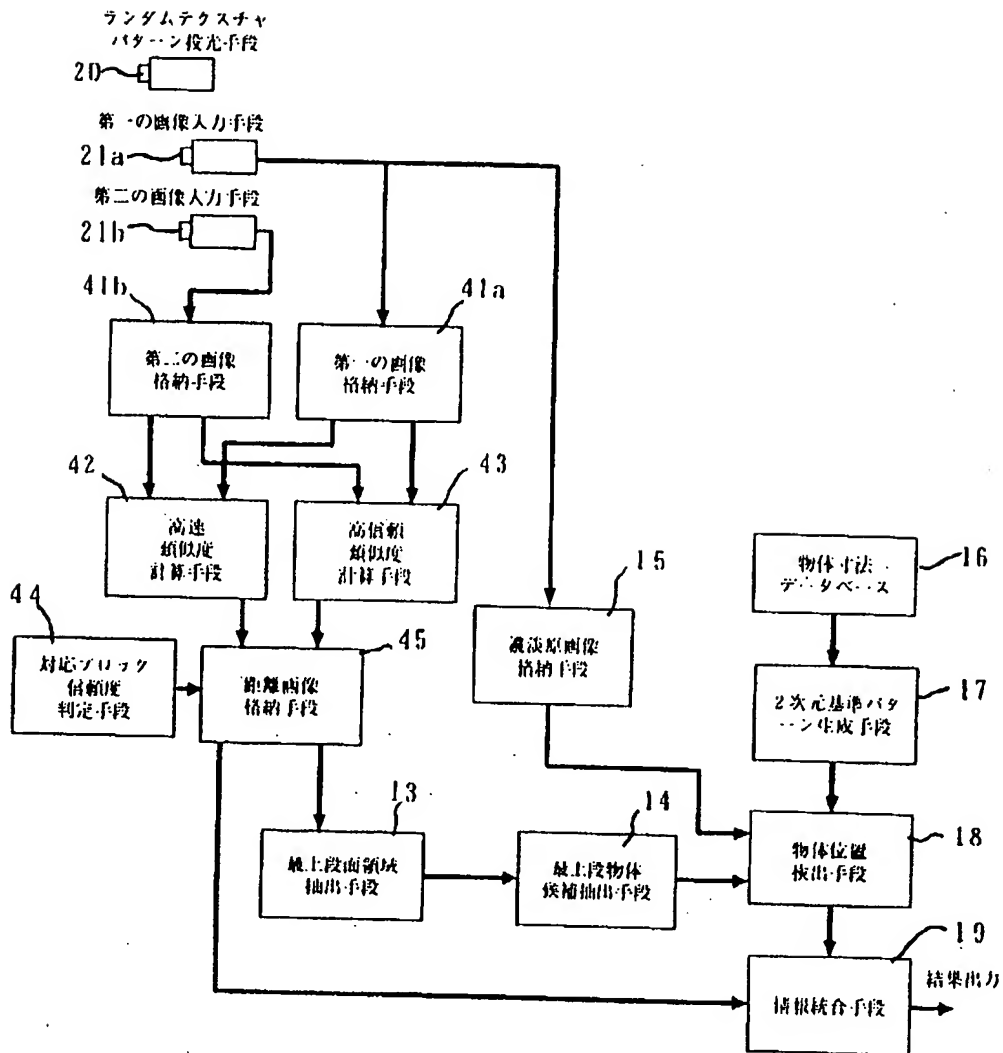 ランダムテクスチャ
パターン投光手段
20
第一の画像入力手段
21a
第二の画像入力手段
21b
41b
41a
第二の画像
格納手段
第一の画像
格納手段
42
43
高速
類似度
計算手段
高信頼
類似度
計算手段
44
45
15
対応ブロック
信頼度
判定手段
距離画像
格納手段
濃淡原画像
格納手段
物体寸法
データベース
16
2次元基準パタ
ーン生成手段
17
13
14
最上段面領域
抽出手段
最上段物体
候補抽出手段
物体位置
検出手段
18
19
情報統合手段
結果出力